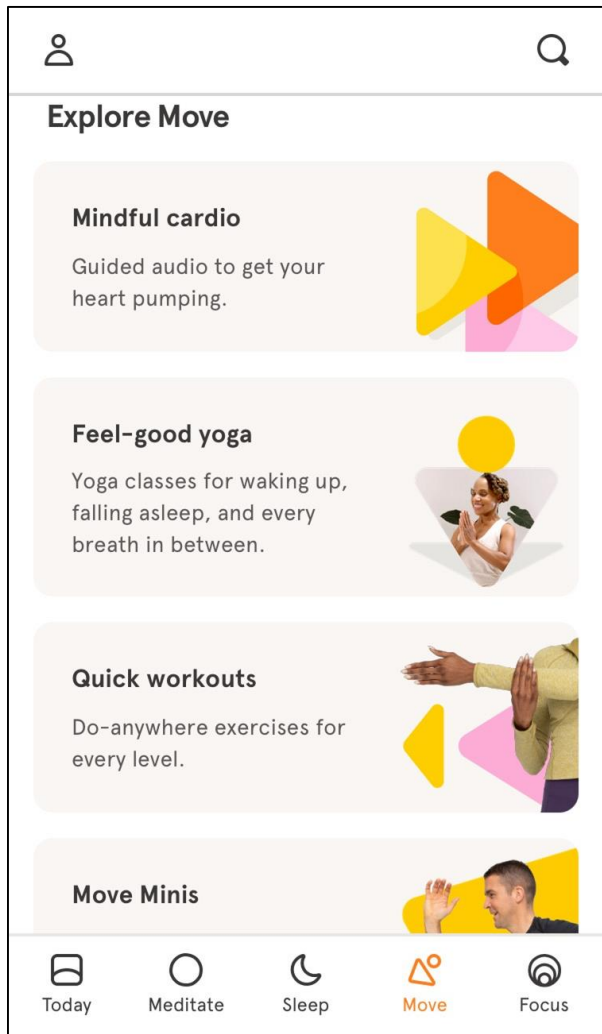 Explore Move
Mindful cardio
Guided audio to get your
heart pumping.
Feel-good yoga
Yoga classes for waking up,
falling asleep, and every
breath in between.
Quick workouts
Do-anywhere exercises for
every level.
Move Minis
Today
Meditate
Sleep
Move
Focus